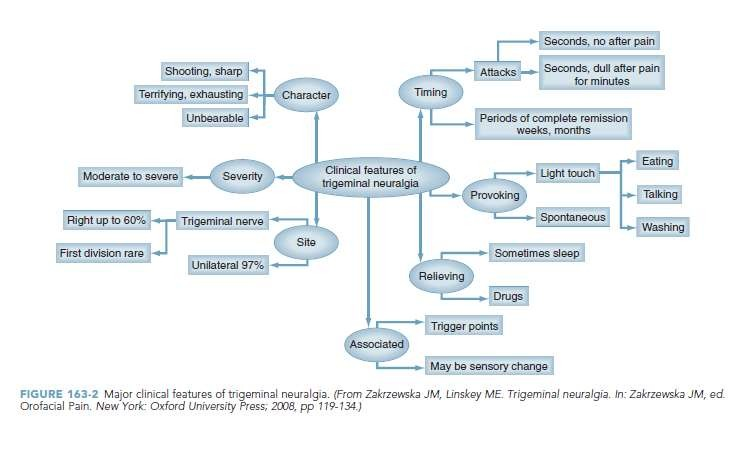 Seconds, no after pain
Shooting, sharp
Attacks
Seconds, dull after pain
for minutes
Terrifying, exhausting
Character
Timing
Unbearable
Periods of complete remission
weeks, months
Moderate to severe
Severity
Clinical features of
trigeminal neuralgia
Light touch
Eating
Provoking
Talking
Right up to 60%
Trigeminal nerve
Spontaneous
Washing
First division rare
Site
Unilateral 97%
Sometimes sleep
Relieving
Drugs
Trigger points
Associated
May be sensory change
FIGURE 163-2 Major clinical features of trigeminal neuralgia. (From Zakrzewska JM, Linskey ME. Trigeminal neuralgia. In: Zakrzewska JM, ed.
Orofacial Pain. New York: Oxford University Press; 2008, pp 119-134.)